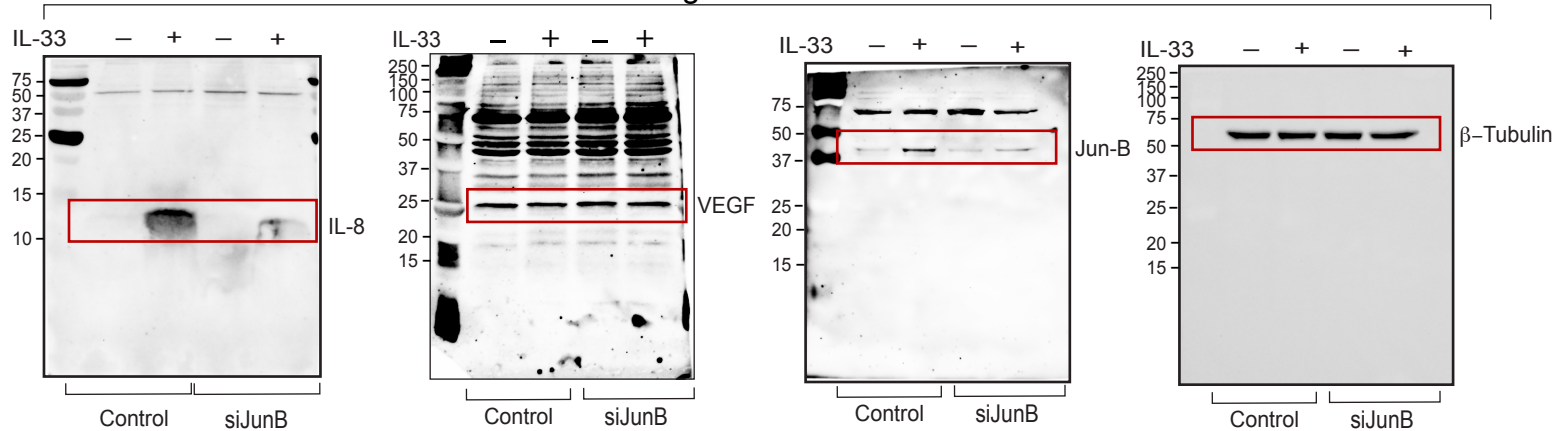 IL-33 – + – +
75
50
37
25
20
15
10
IL-8
Control siJunB
IL-33 – + – +
250
150
100
75
50
37
25
20
15
VEGF
Control siJunB
IL-33 – + – +
75
50
37
25
20
15
Jun-B
Control siJunB
IL-33 – + – +
250
150
100
75
50
37
25
20
15
β–Tubulin
Control siJunB